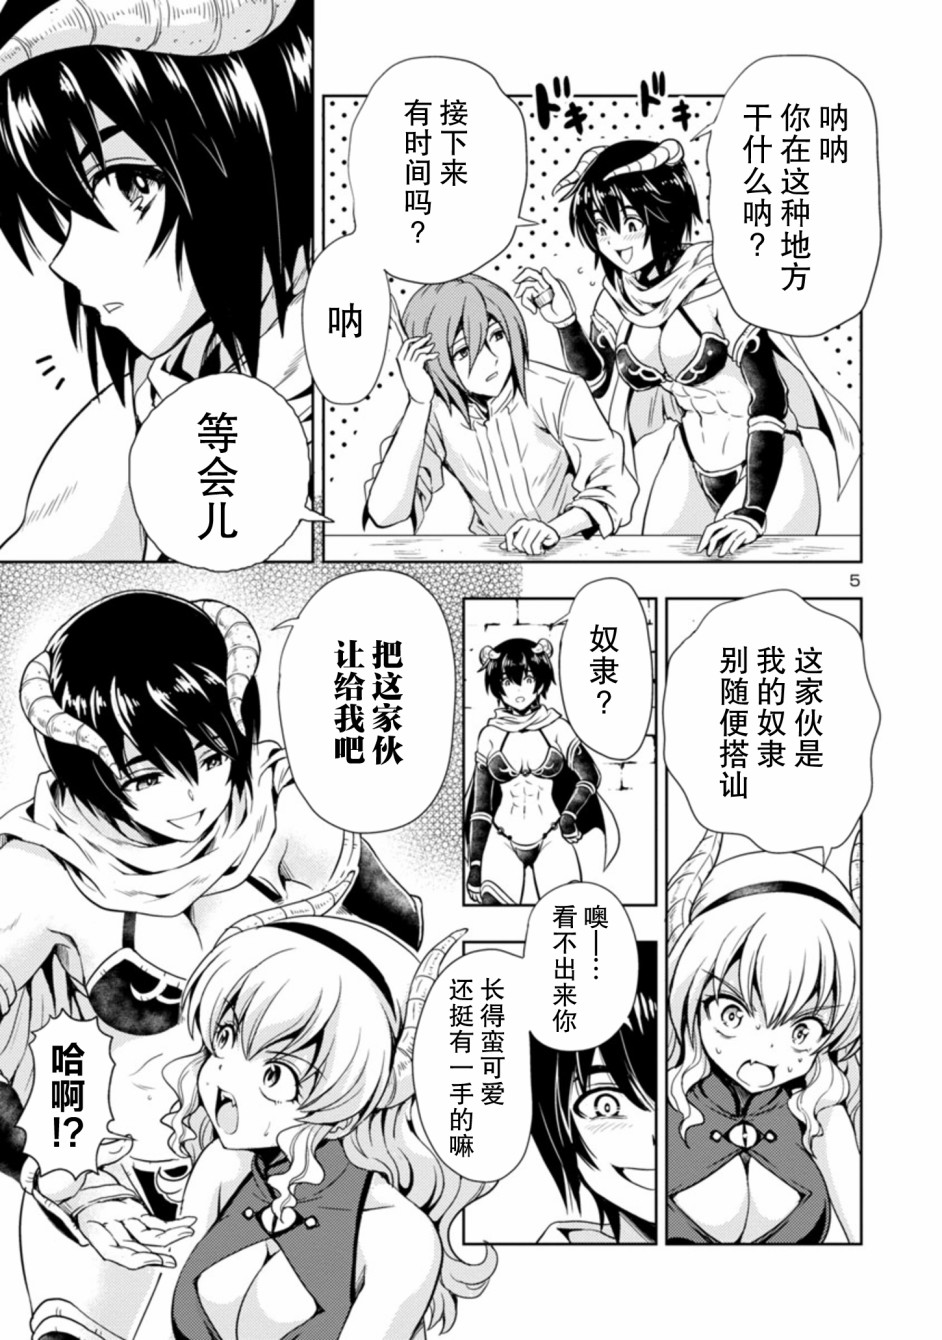 呐呐
你在这种地方
干什么呐？
ドキ
ドキ
接下来
有时间吗？
呐
等会儿
5
这家伙是
我的奴隶
别随便搭讪
奴隶？
噢——…
看不出来你
长得蛮可爱
还挺有一手的嘛
把这家伙
让给我吧
哈啊!?